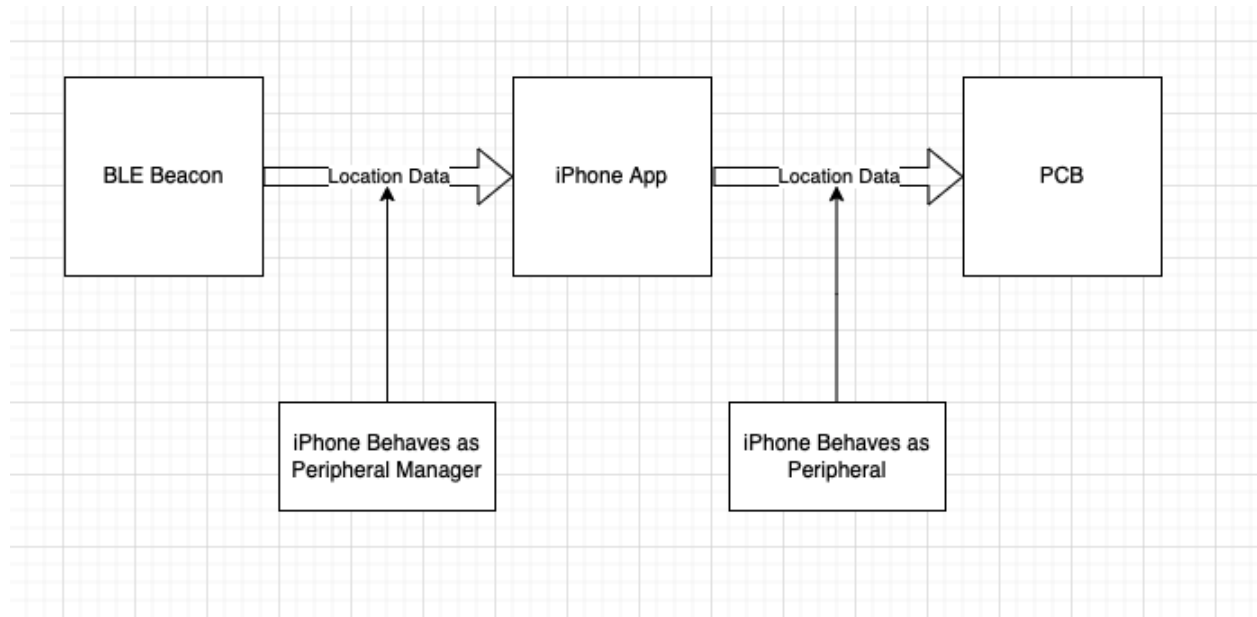 BLE Beacon
Location Data
iPhone App
Location Data
PCB
iPhone Behaves as
Peripheral Manager
iPhone Behaves as
Peripheral